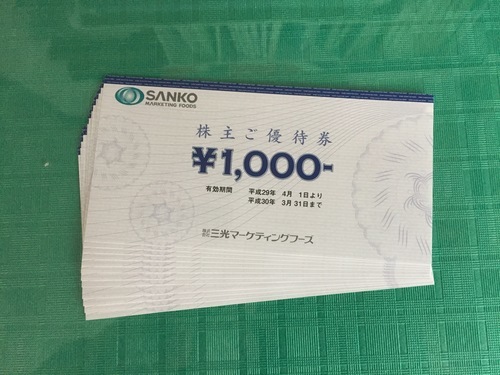 SANKO
MARKETING FOODS
株主ご優待券
¥1,000-
有効期間 平成29年 4月 1日より
平成30年 3月31日まで
株式会社 三光マーケティングフーズ